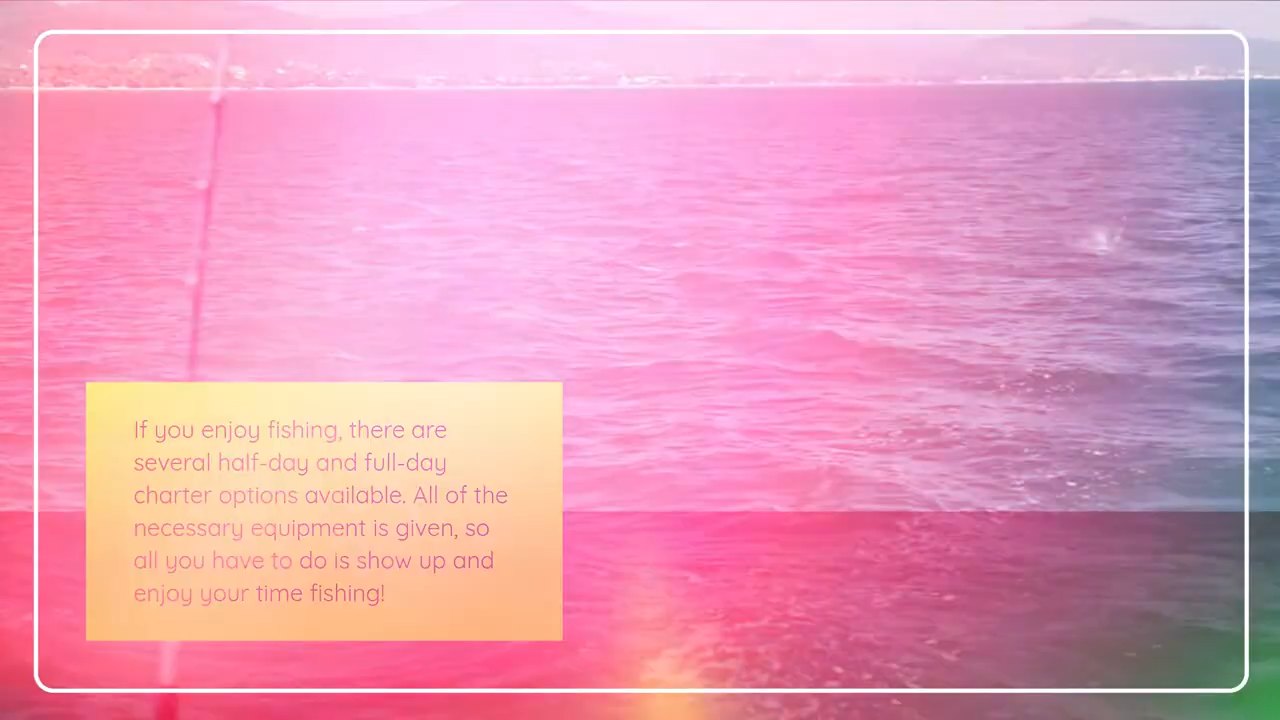 If you enjoy fishing, there are
several half-day and full-day
charter options available. All of the
necessary equipment is given, so
all you have to do is show up and
enjoy your time fishing!